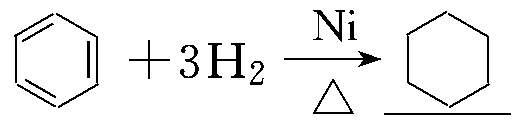 +3H₂ Ni △